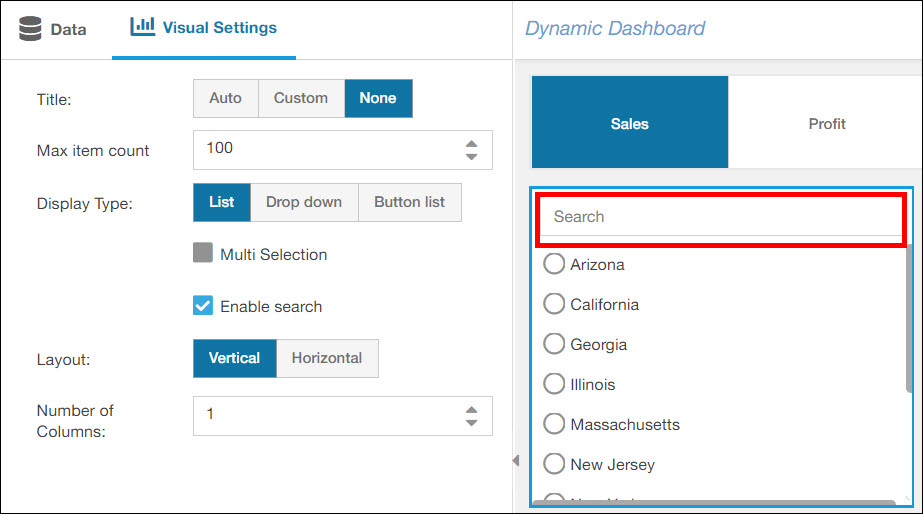 Data
Visual Settings
Dynamic Dashboard
Title:
Auto
Custom
None
Max item count
100
Display Type:
List
Drop down
Button list
Multi Selection
Enable search
Layout:
Vertical
Horizontal
Number of
Columns:
1
Sales
Profit
Search
Arizona
California
Georgia
Illinois
Massachusetts
New Jersey